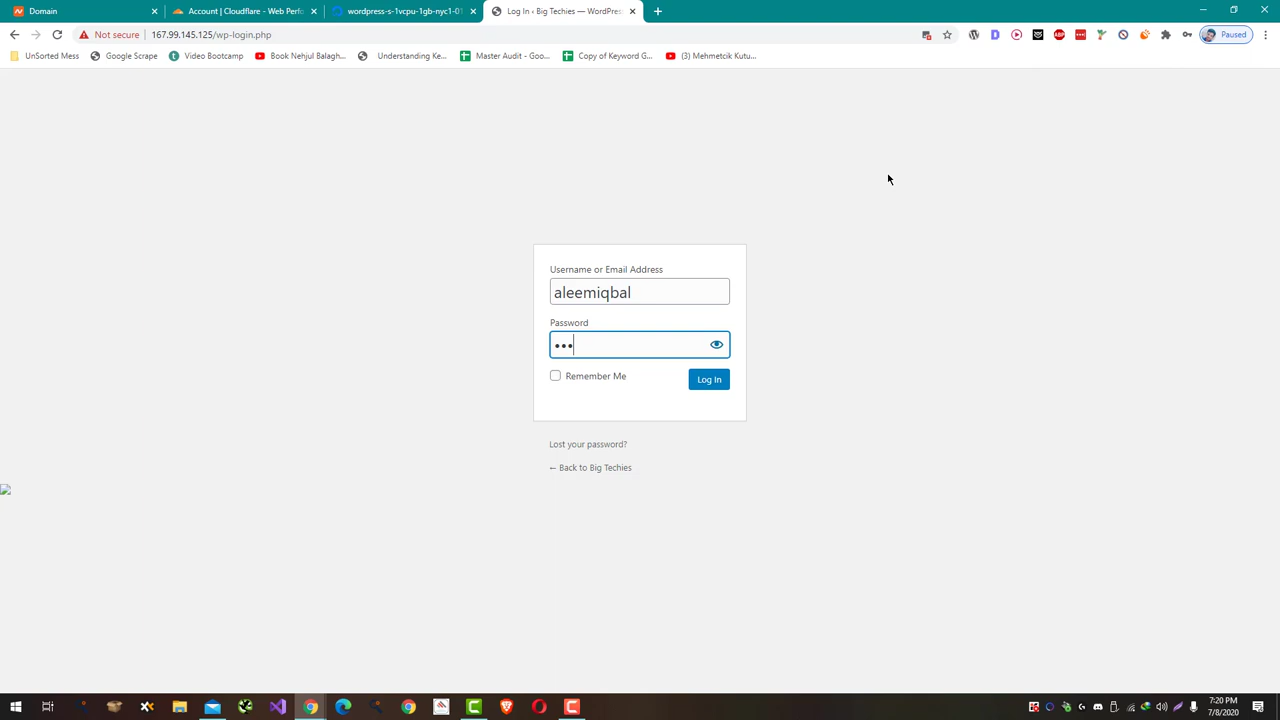 Domain
Account | Cloudflare - Web Perfo
wordpress-s-1vcpu-1gb-nyc1-01
Log In ‹ Big Techies — WordPres
Not secure
167.99.145.125/wp-login.php
Paused
UnSorted Mess
Google Scrape
Video Bootcamp
Book Nehjul Balagh...
Understanding Ke...
Master Audit - Goo...
Copy of Keyword G...
(3) Mehmetcik Kutu...
Username or Email Address
aleemiqbal
Password
•••
Remember Me
Log In
Lost your password?
← Back to Big Techies
7:20 PM
7/8/2020